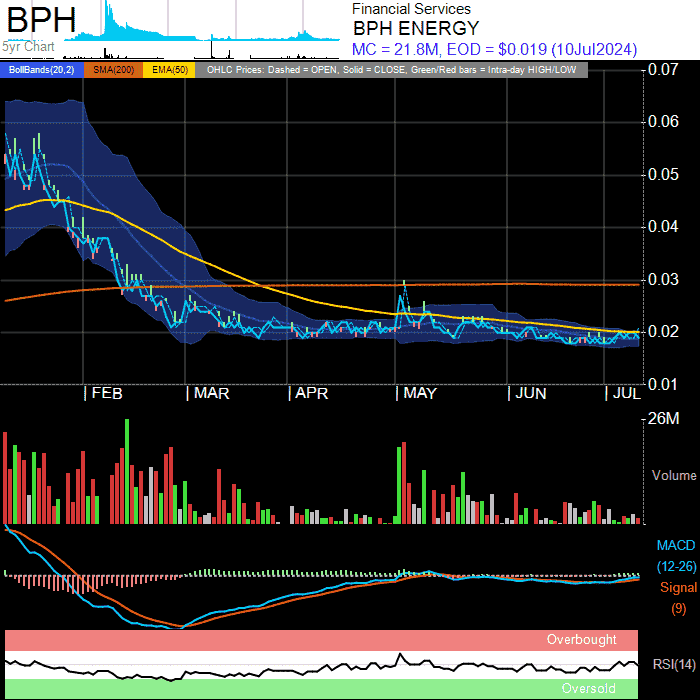 BPH
5yr Chart
Financial Services
BPH ENERGY
MC = 21.8M, EOD = $0.019 (10Jul2024)
BollBands(20,2) SMA(200) EMA(50) OHLC Prices: Dashed = OPEN, Solid = CLOSE, Green/Red bars = Intra-day HIGH/LOW
0.07
0.06
0.05
0.04
0.03
0.02
0.01
FEB MAR APR MAY JUN JUL
26M
Volume
MACD
(12-26)
Signal
(9)
Overbought
RSI(14)
Oversold